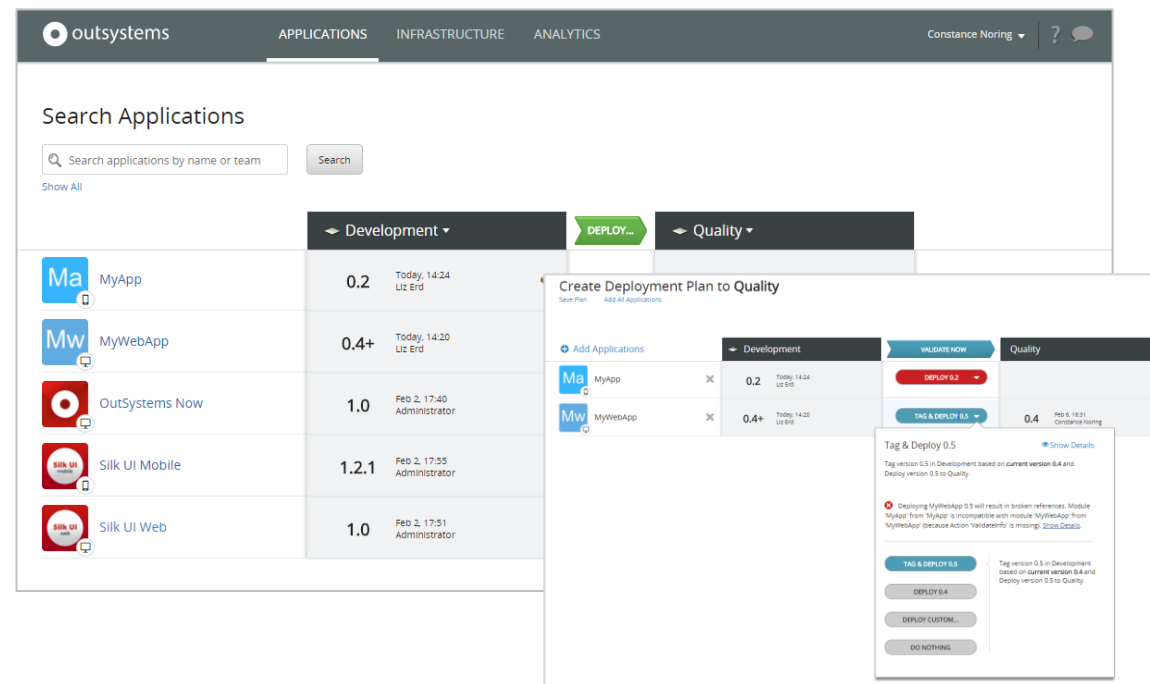 outsystems
APPLICATIONS
INFRASTRUCTURE
ANALYTICS
Constance Noring
?
Search Applications
Search applications by name or team
Search
Show All
Development
DEPLOY...
Quality
Ma
MyApp
0.2
Today, 14:24
Liz Erd
Mw
MyWebApp
0.4+
Today, 14:20
Liz Erd
OutSystems Now
1.0
Feb 2, 17:40
Administrator
Silk UI
mobile
Silk UI Mobile
1.2.1
Feb 2, 17:55
Administrator
Silk UI
web
Silk UI Web
1.0
Feb 2, 17:51
Administrator
Create Deployment Plan to Quality
Save Plan
Add All Applications
Add Applications
Development
VALIDATE NOW
Quality
Ma
MyApp
0.2
Today, 14:24
Liz Erd
DEPLOY 0.2
Mw
MyWebApp
0.4+
Today, 14:20
Liz Erd
TAG & DEPLOY 0.5
0.4
Feb 6, 16:31
Constance Noring
Tag & Deploy 0.5
Show Details
Tag version 0.5 in Development based on current version 0.4 and
Deploy version 0.5 to Quality.
Deploying MyWebApp 0.5 will result in broken references. Module
'MyApp' from 'MyApp' is incompatible with module 'MyWebApp' from
'MyWebApp' (because Action 'ValidateInfo' is missing). Show Details.
TAG & DEPLOY 0.5
Tag version 0.5 in Development
based on current version 0.4 and
Deploy version 0.5 to Quality.
DEPLOY 0.4
DEPLOY CUSTOM...
DO NOTHING